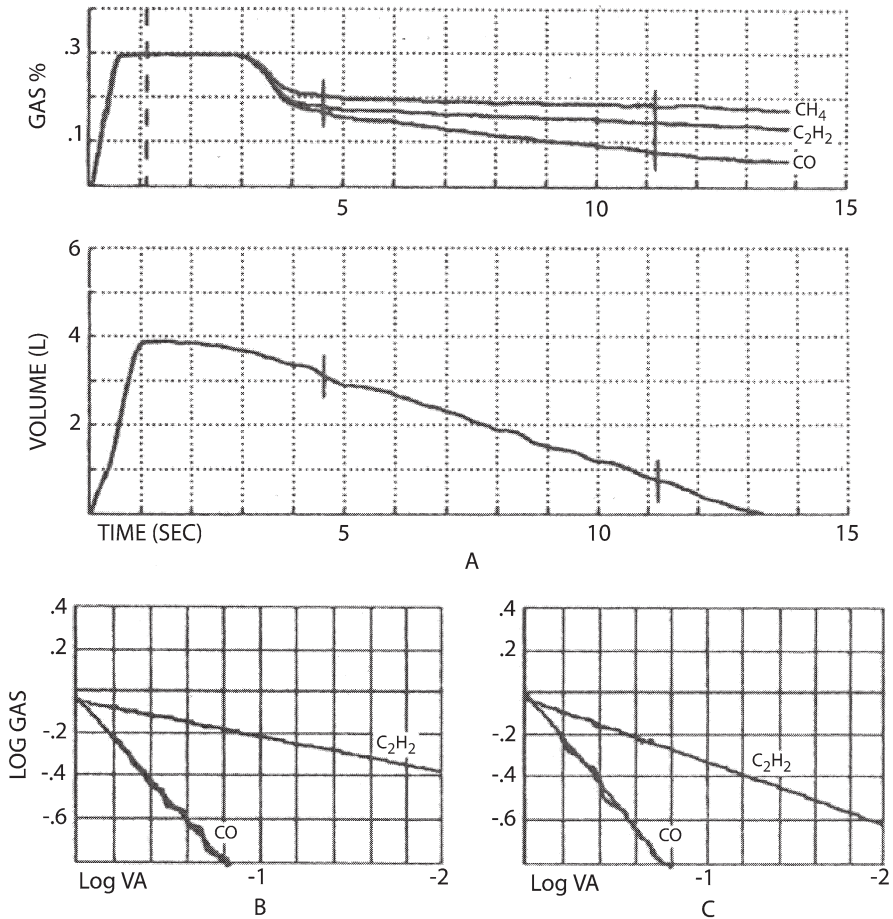 .3
GAS %
.1
CH₄
C₂H₂
CO
5
10
15
6
4
VOLUME (L)
2
TIME (SEC)
5
10
15
A
.4
.2
LOG GAS
-.2
-.4
-.6
C₂H₂
CO
Log VA
-1
-2
B
.4
.2
-.2
-.4
-.6
C₂H₂
CO
Log VA
-1
-2
C